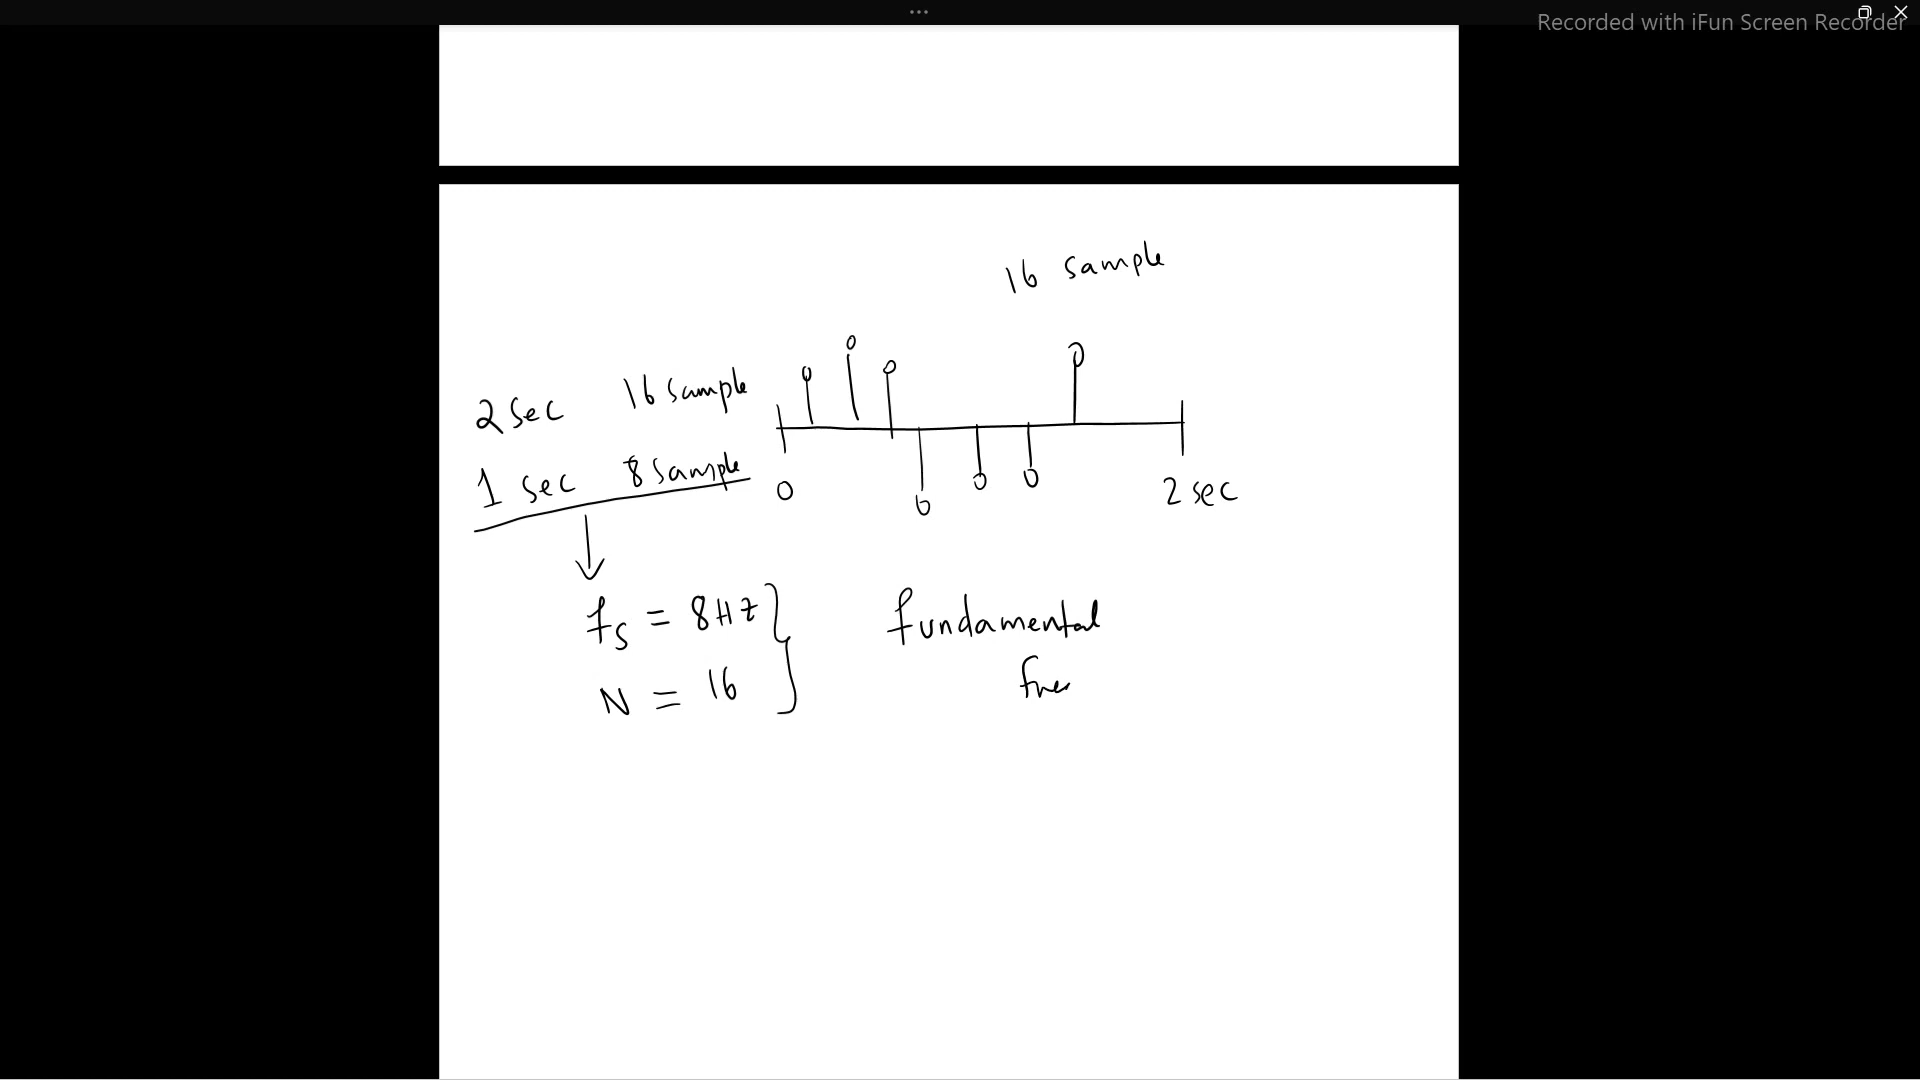 Recorded with iFun Screen Recorder
16 sample
2 sec 16 sample
1 sec 8 sample
0
2 sec
fs = 8Hz
N = 16
fundamental
fre